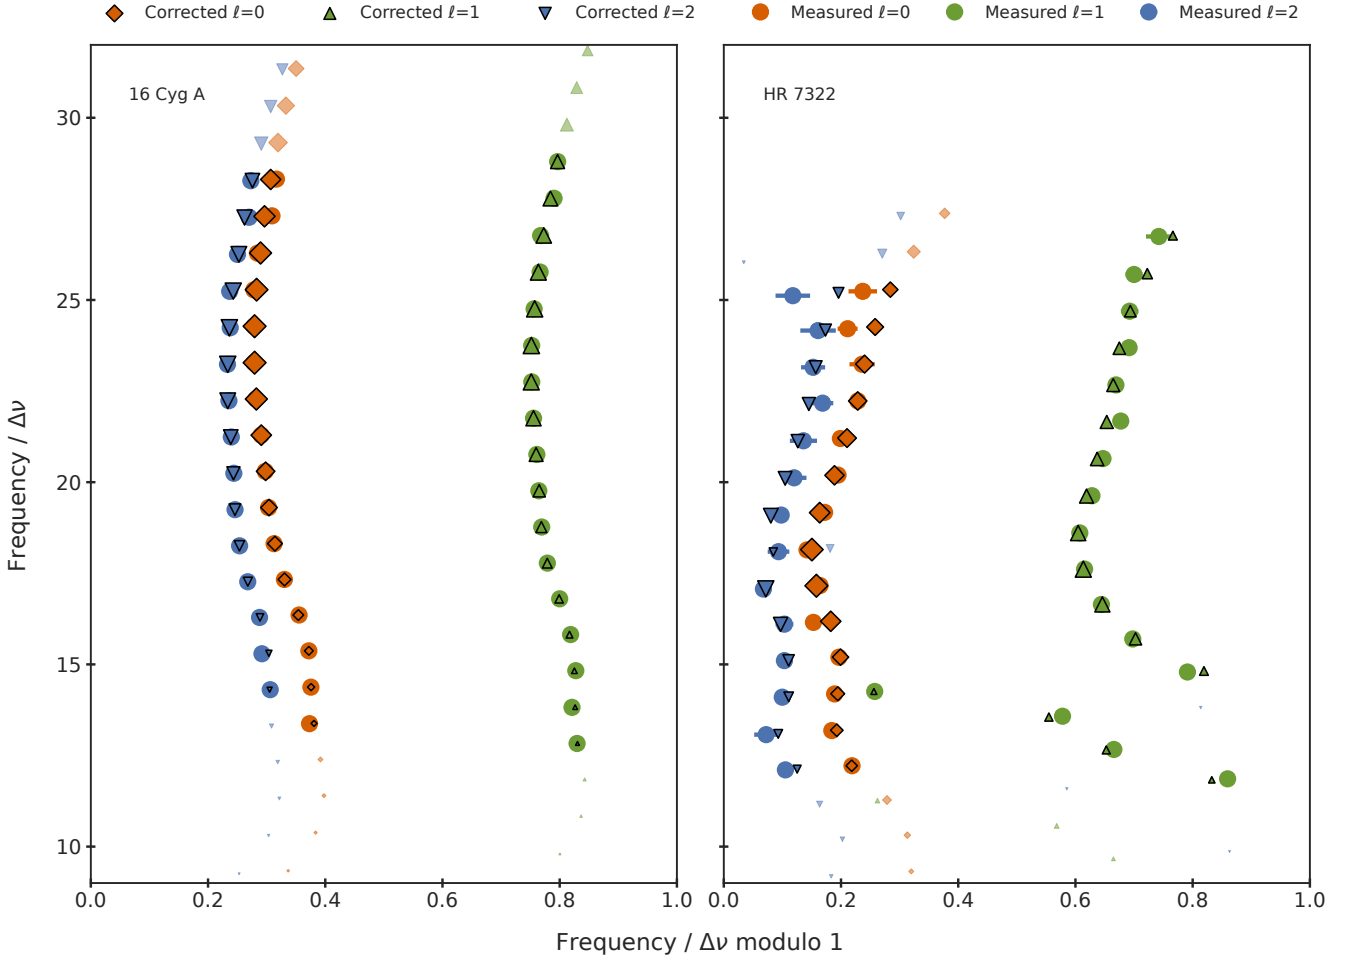 Corrected ℓ=0 Corrected ℓ=1 Corrected ℓ=2 Measured ℓ=0 Measured ℓ=1 Measured ℓ=2
16 Cyg A
HR 7322
30
25
20
15
10
Frequency / Δν
0.0 0.2 0.4 0.6 0.8 1.0
0.0 0.2 0.4 0.6 0.8 1.0
Frequency / Δν modulo 1